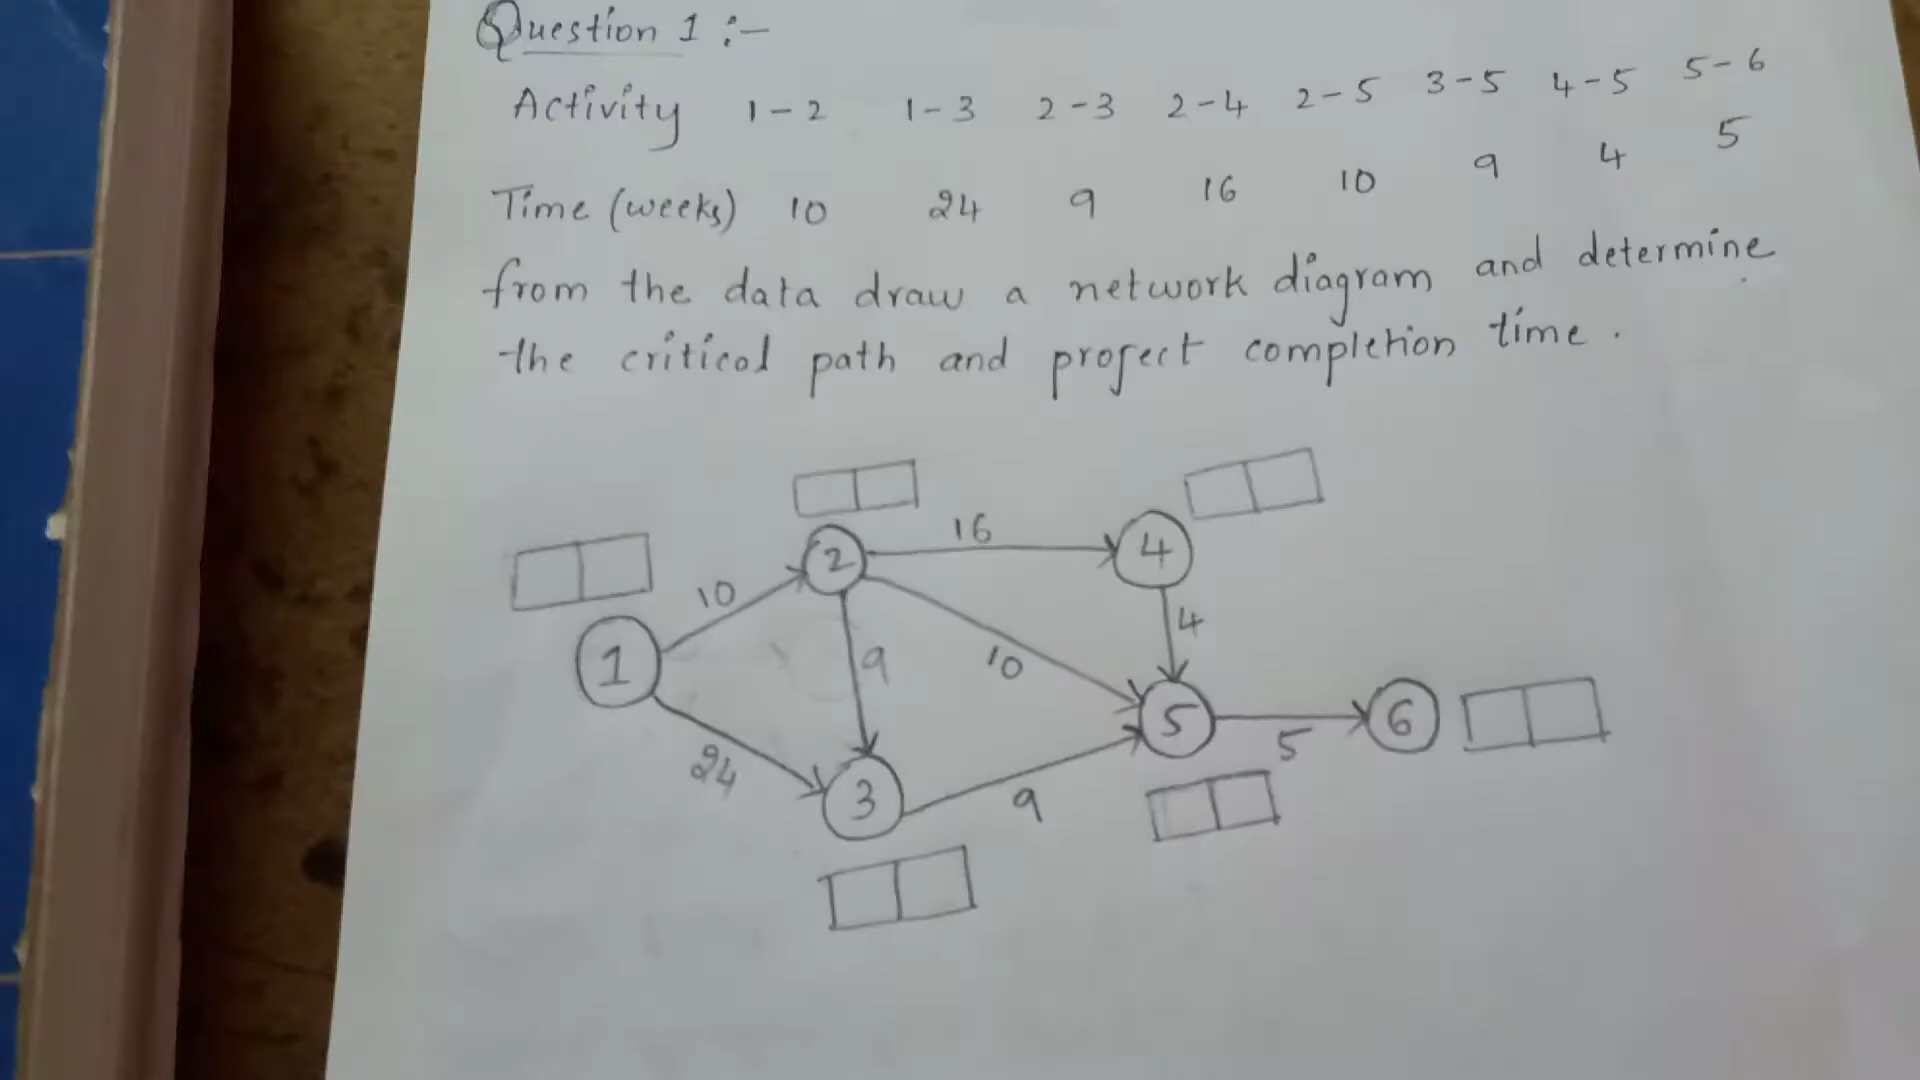 Question 1 :-
Activity 1-2 1-3 2-3 2-4 2-5 3-5 4-5 5-6
Time (weeks) 10 24 9 16 10 9 4 5
from the data draw a network diagram and determine
the critical path and project completion time.
16
2 4
10 4
1 9 10
5 6
24 5
3 9